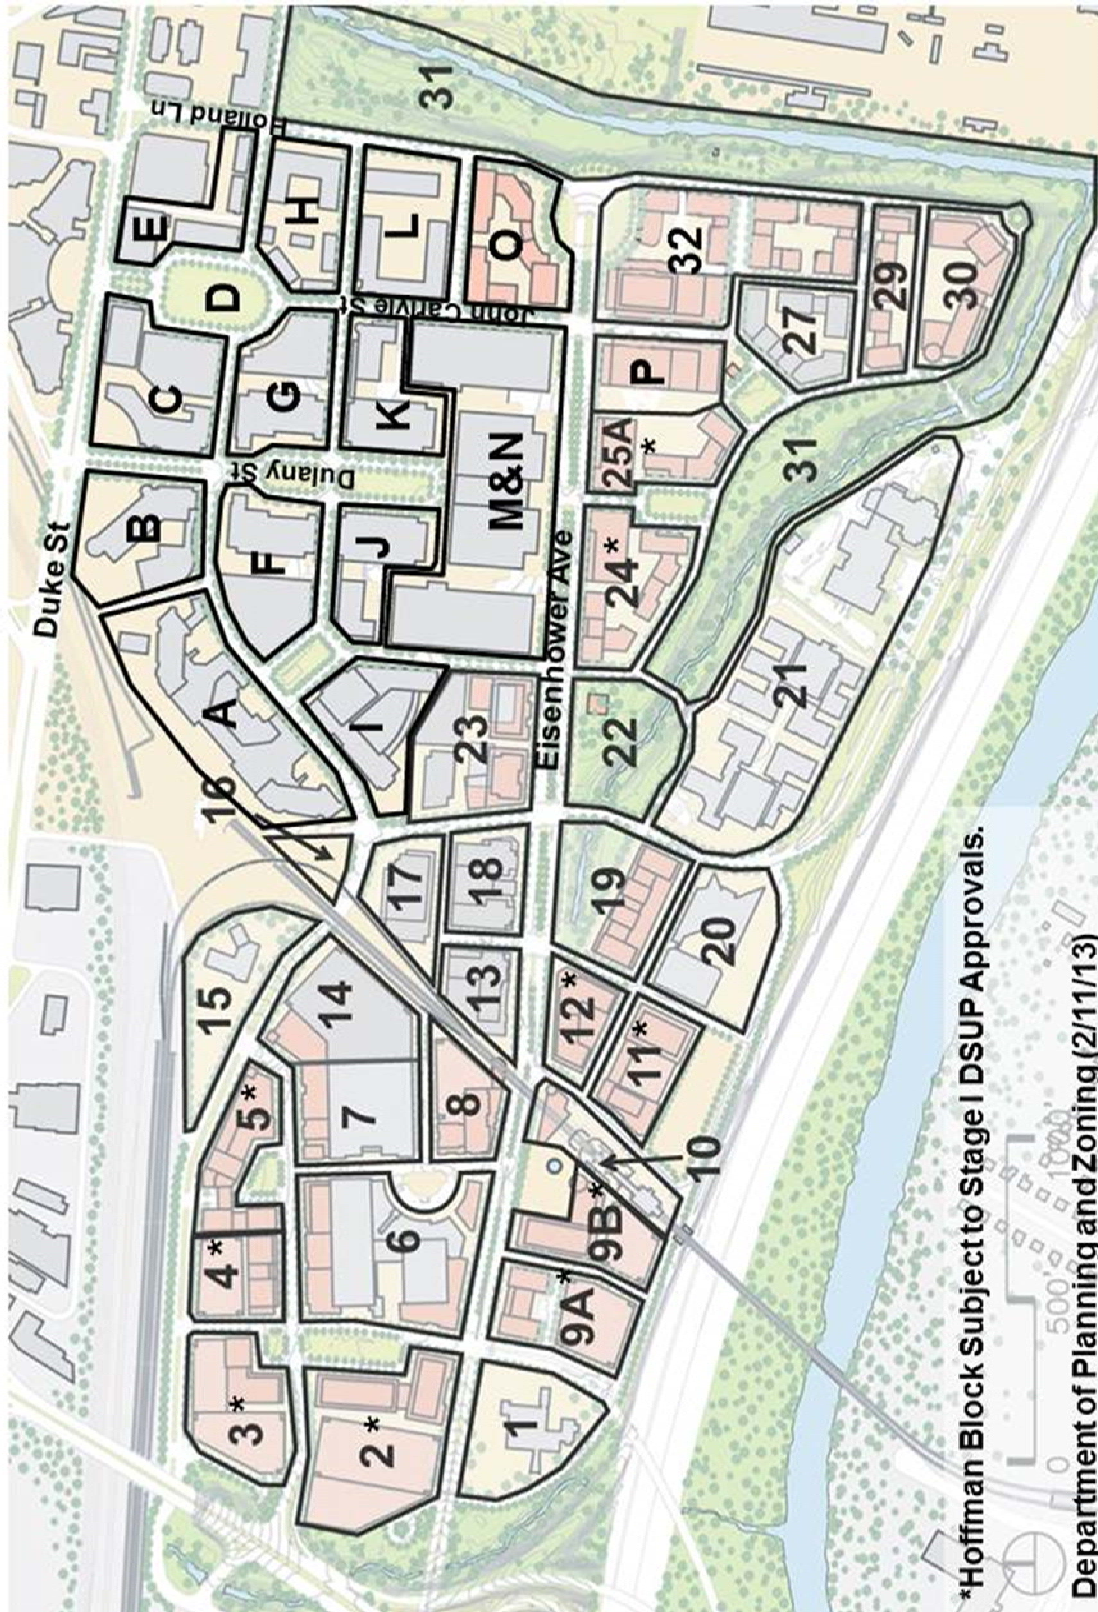 Duke St
B
C
E
Holland Ln
15
16
A
D
4*
3*
5*
F
Dulany St
G
H
14
7
I
J
2*
K
L
17
6
John Carlyle St
31
8
23
13
18
M&N
O
1
Eisenhower Ave
9A*
9B*
12*
19
22
24*
25A*
P
11*
32
10
20
21
31
27
29
30
*Hoffman Block Subject to Stage I DSUP Approvals.
0 500' 1000'
Department of Planning and Zoning (2/11/13)